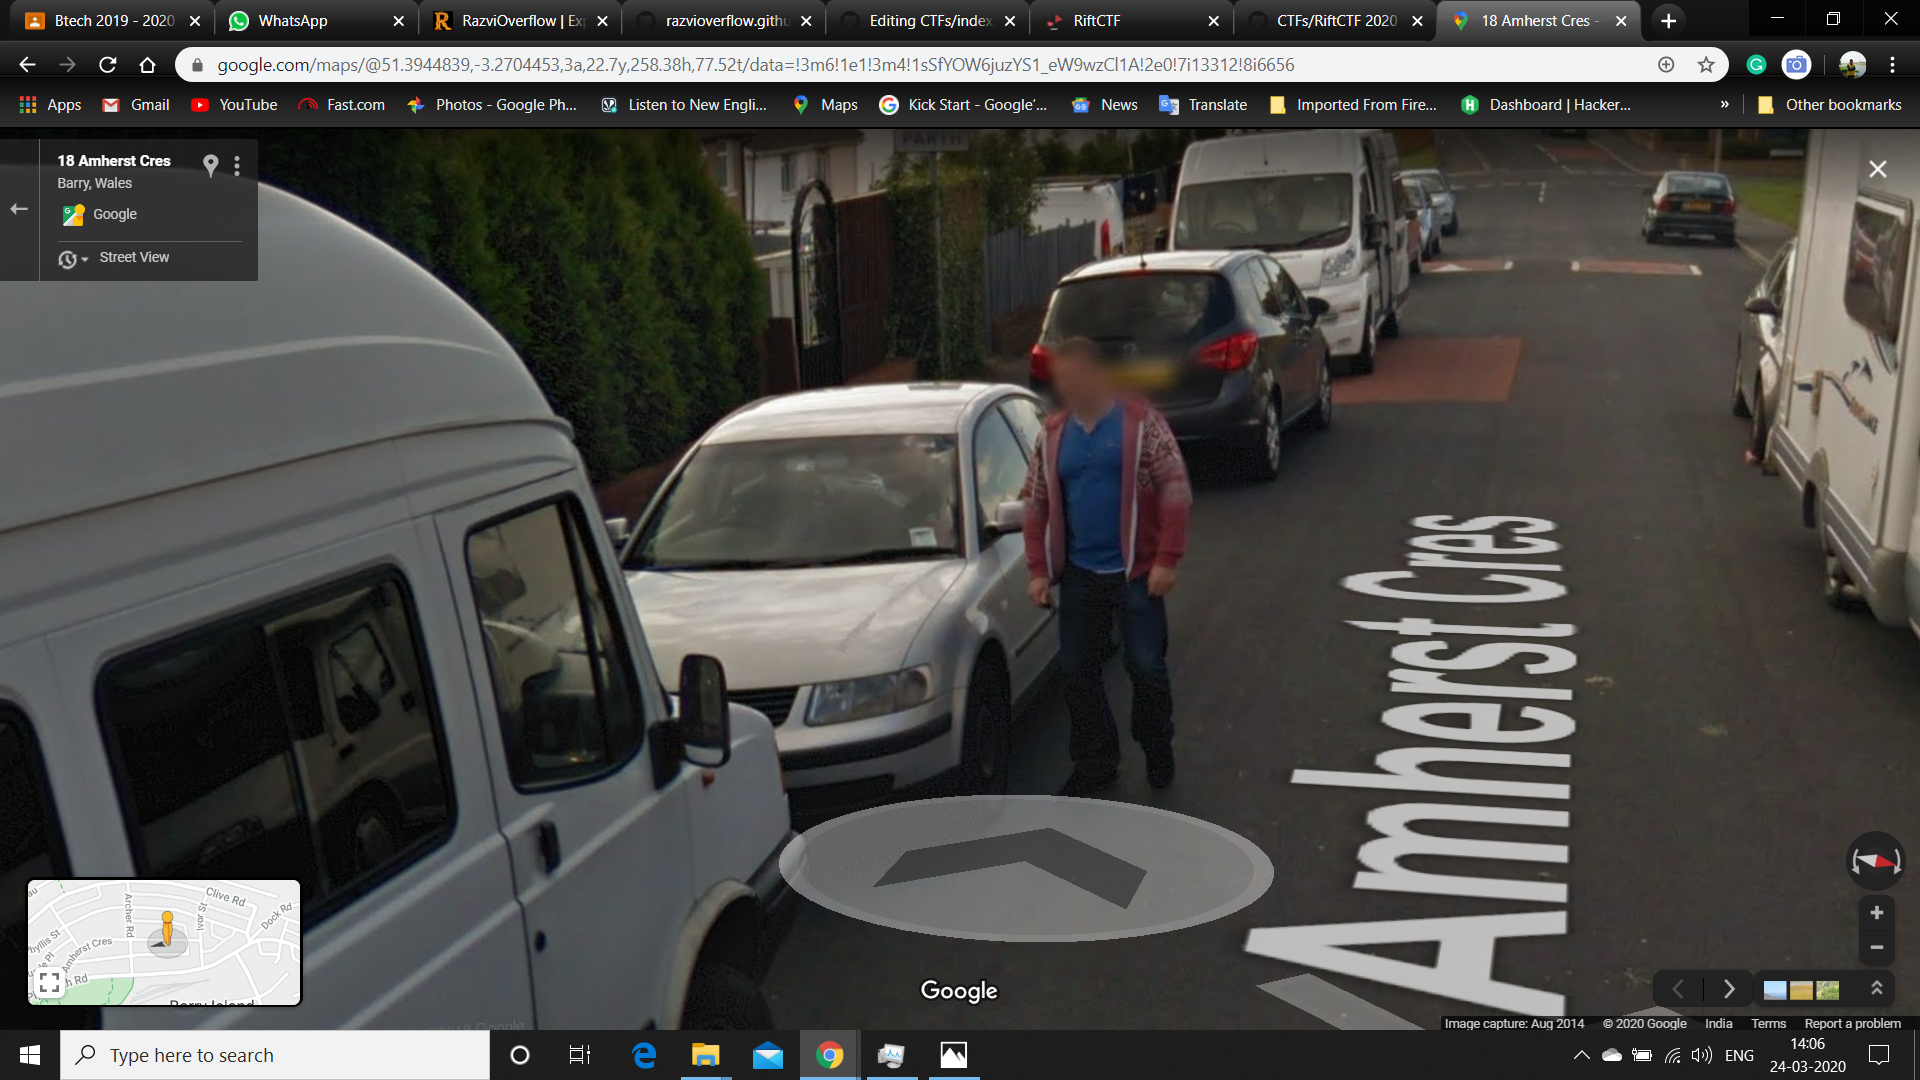 Btech 2019 - 2020
WhatsApp
RazviOverflow | Ex
razvioverflow.githu
Editing CTFs/index
RiftCTF
CTFs/RiftCTF 2020
18 Amherst Cres -
google.com/maps/@51.3944839,-3.2704453,3a,22.7y,258.38h,77.52t/data=!3m6!1e1!3m4!1sSfYOW6juzYS1_eW9wzCl1A!2e0!7i13312!8i6656
Apps
Gmail
YouTube
Fast.com
Photos - Google Ph...
Listen to New Engli...
Maps
Kick Start - Google'...
News
Translate
Imported From Fire...
Dashboard | Hacker...
»
Other bookmarks
PARTH
18 Amherst Cres
Barry, Wales
Google
Street View
Amherst Cres
Clive Rd
Archer Rd
Ivor St
Dock Rd
Phyllis St
Amherst Cres
Barry Island
Google
Image capture: Aug 2014
© 2020 Google
India
Terms
Report a problem
Type here to search
ENG
14:06
24-03-2020